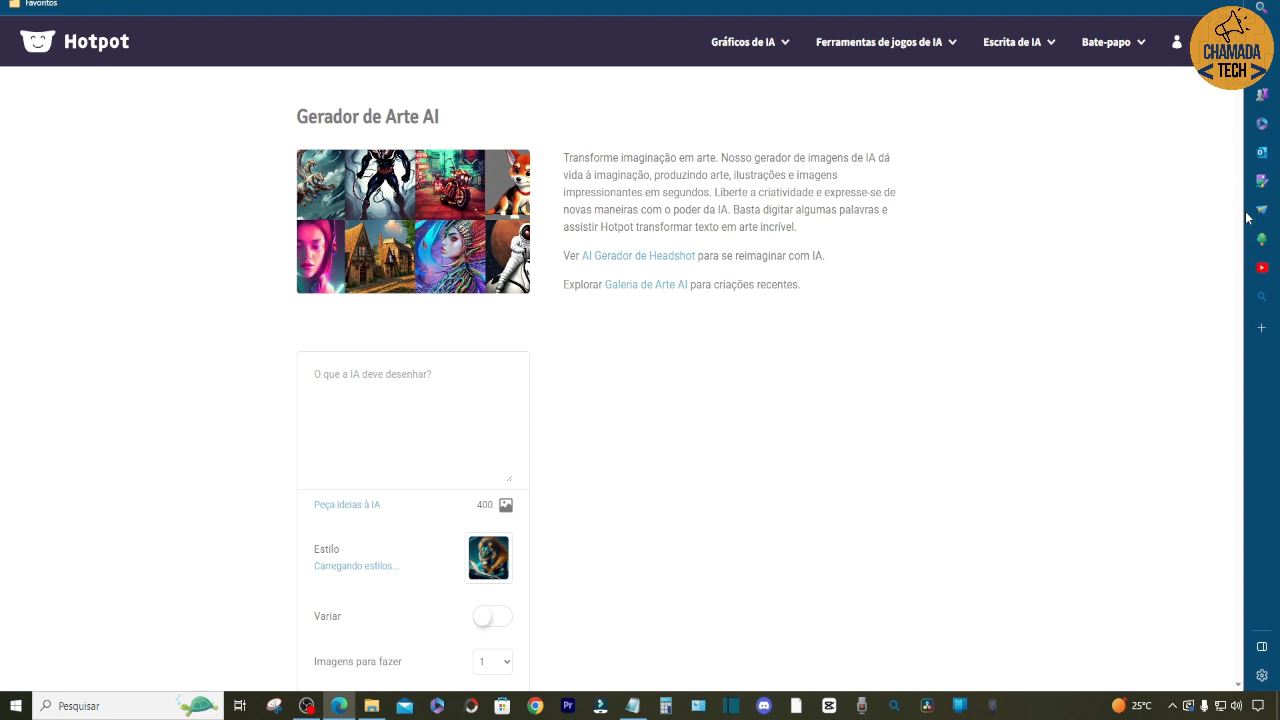 Favoritos
Hotpot
Gráficos de IA
Ferramentas de jogos de IA
Escrita de IA
Bate-papo
CHAMADA
< TECH >
Gerador de Arte AI
Transforme imaginação em arte. Nosso gerador de imagens de IA dá
vida à imaginação, produzindo arte, ilustrações e imagens
impressionantes em segundos. Liberte a criatividade e expresse-se de
novas maneiras com o poder da IA. Basta digitar algumas palavras e
assistir Hotpot transformar texto em arte incrível.
Ver AI Gerador de Headshot para se reimaginar com IA.
Explorar Galeria de Arte AI para criações recentes.
O que a IA deve desenhar?
Peça ideias à IA
400
Estilo
Carregando estilos...
Variar
Imagens para fazer
1
Pesquisar
Pr
25°C